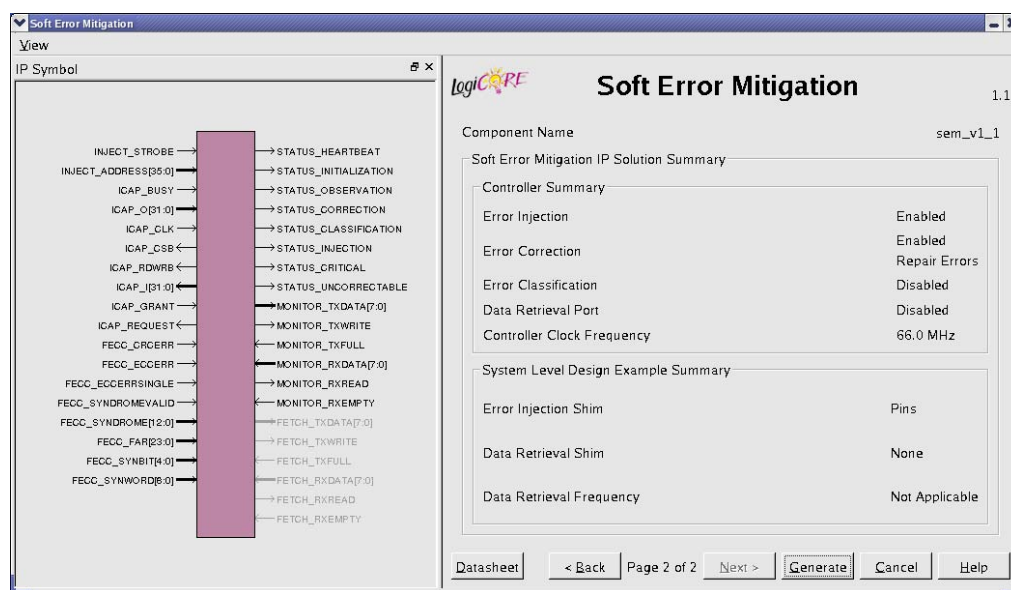 Soft Error Mitigation
View
IP Symbol
INJECT_STROBE
INJECT_ADDRESS[35:0]
ICAP_BUSY
ICAP_O[31:0]
ICAP_CLK
ICAP_CSB
ICAP_RDWRB
ICAP_I[31:0]
ICAP_GRANT
ICAP_REQUEST
FECC_CRCERR
FECC_ECCERR
FECC_ECCERRSINGLE
FECC_SYNDROMEVALID
FECC_SYNDROME[12:0]
FECC_FAR[23:0]
FECC_SYNBIT[4:0]
FECC_SYNWORD[6:0]
STATUS_HEARTBEAT
STATUS_INITIALIZATION
STATUS_OBSERVATION
STATUS_CORRECTION
STATUS_CLASSIFICATION
STATUS_INJECTION
STATUS_CRITICAL
STATUS_UNCORRECTABLE
MONITOR_TXDATA[7:0]
MONITOR_TXWRITE
MONITOR_TXFULL
MONITOR_RXDATA[7:0]
MONITOR_RXREAD
MONITOR_RXEMPTY
FETCH_TXDATA[7:0]
FETCH_TXWRITE
FETCH_TXFULL
FETCH_RXDATA[7:0]
FETCH_RXREAD
FETCH_RXEMPTY
LogiCORE
Soft Error Mitigation
1.1
Component Name sem_v1_1
Soft Error Mitigation IP Solution Summary
Controller Summary
Error Injection Enabled
Error Correction Enabled
Repair Errors
Error Classification Disabled
Data Retrieval Port Disabled
Controller Clock Frequency 66.0 MHz
System Level Design Example Summary
Error Injection Shim Pins
Data Retrieval Shim None
Data Retrieval Frequency Not Applicable
Datasheet < Back Page 2 of 2 Next > Generate Cancel Help